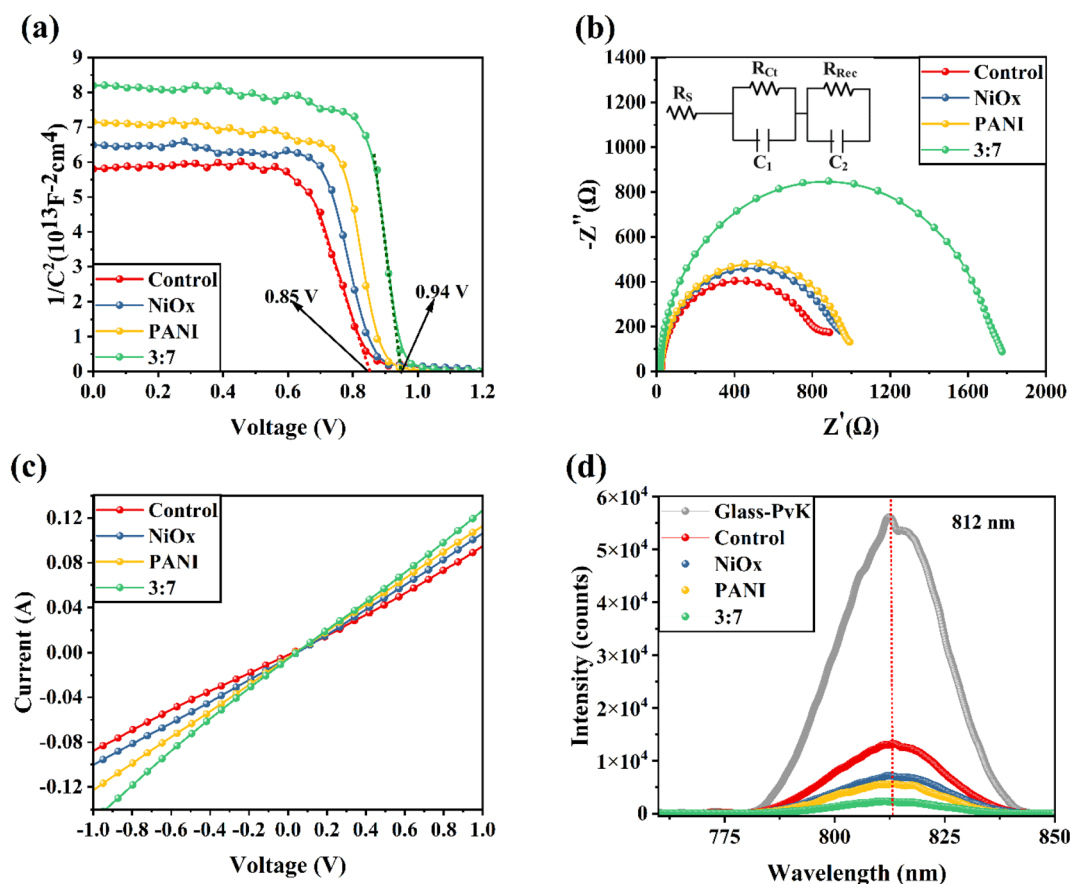 (a)
1/C²(10¹³F⁻²cm⁴)
9
8
7
6
5
4
3
2
1
0
Control
NiOx
PANI
3:7
0.85 V
0.94 V
0.0 0.2 0.4 0.6 0.8 1.0 1.2
Voltage (V)
(b)
-Z''(Ω)
1400
1200
1000
800
600
400
200
0
R_S
R_Ct
R_Rec
C₁
C₂
Control
NiOx
PANI
3:7
0 400 800 1200 1600 2000
Z'(Ω)
(c)
Current (A)
0.12
0.08
0.04
0.00
-0.04
-0.08
-0.12
Control
NiOx
PANI
3:7
-1.0 -0.8 -0.6 -0.4 -0.2 0.0 0.2 0.4 0.6 0.8 1.0
Voltage (V)
(d)
Intensity (counts)
6×10⁴
5×10⁴
4×10⁴
3×10⁴
2×10⁴
1×10⁴
0
Glass-PvK
Control
NiOx
PANI
3:7
812 nm
775 800 825 850
Wavelength (nm)